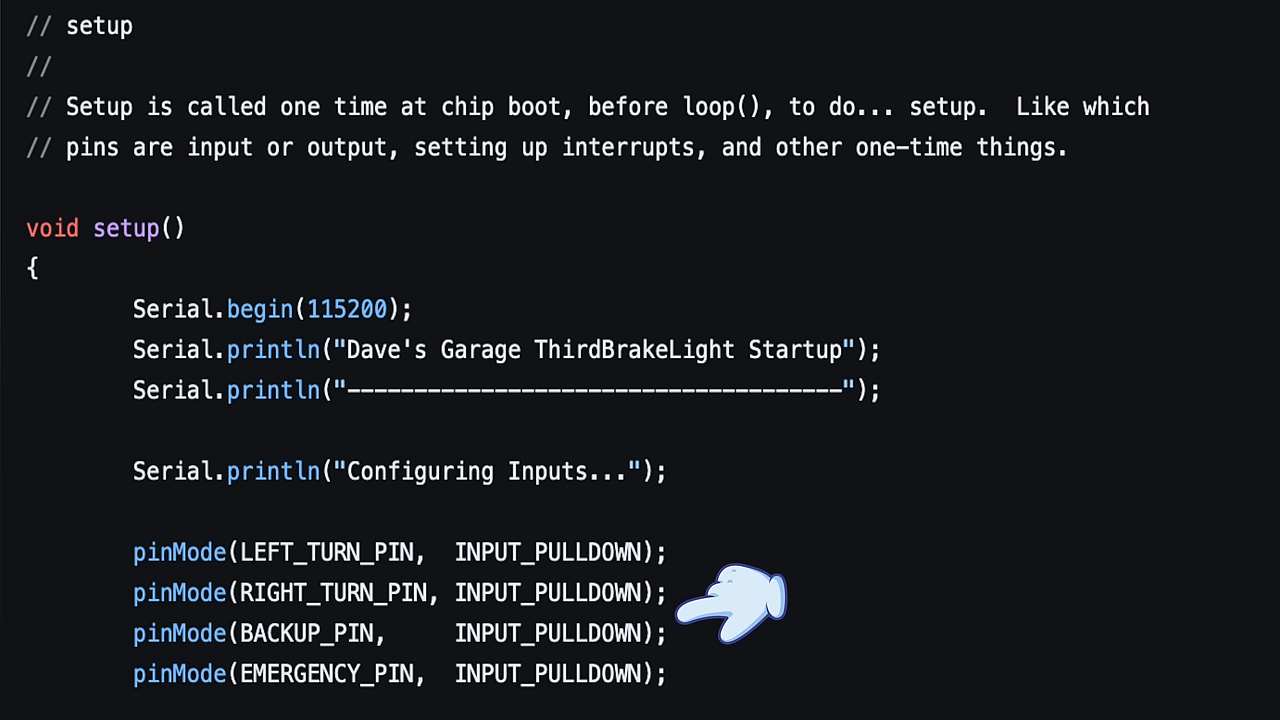 // setup
//
// Setup is called one time at chip boot, before loop(), to do... setup.  Like which
// pins are input or output, setting up interrupts, and other one-time things.
void setup()
{
Serial.begin(115200);
Serial.println("Dave's Garage ThirdBrakeLight Startup");
Serial.println("-------------------------------------");
Serial.println("Configuring Inputs...");
pinMode(LEFT_TURN_PIN,  INPUT_PULLDOWN);
pinMode(RIGHT_TURN_PIN, INPUT_PULLDOWN);
pinMode(BACKUP_PIN,     INPUT_PULLDOWN);
pinMode(EMERGENCY_PIN,  INPUT_PULLDOWN);